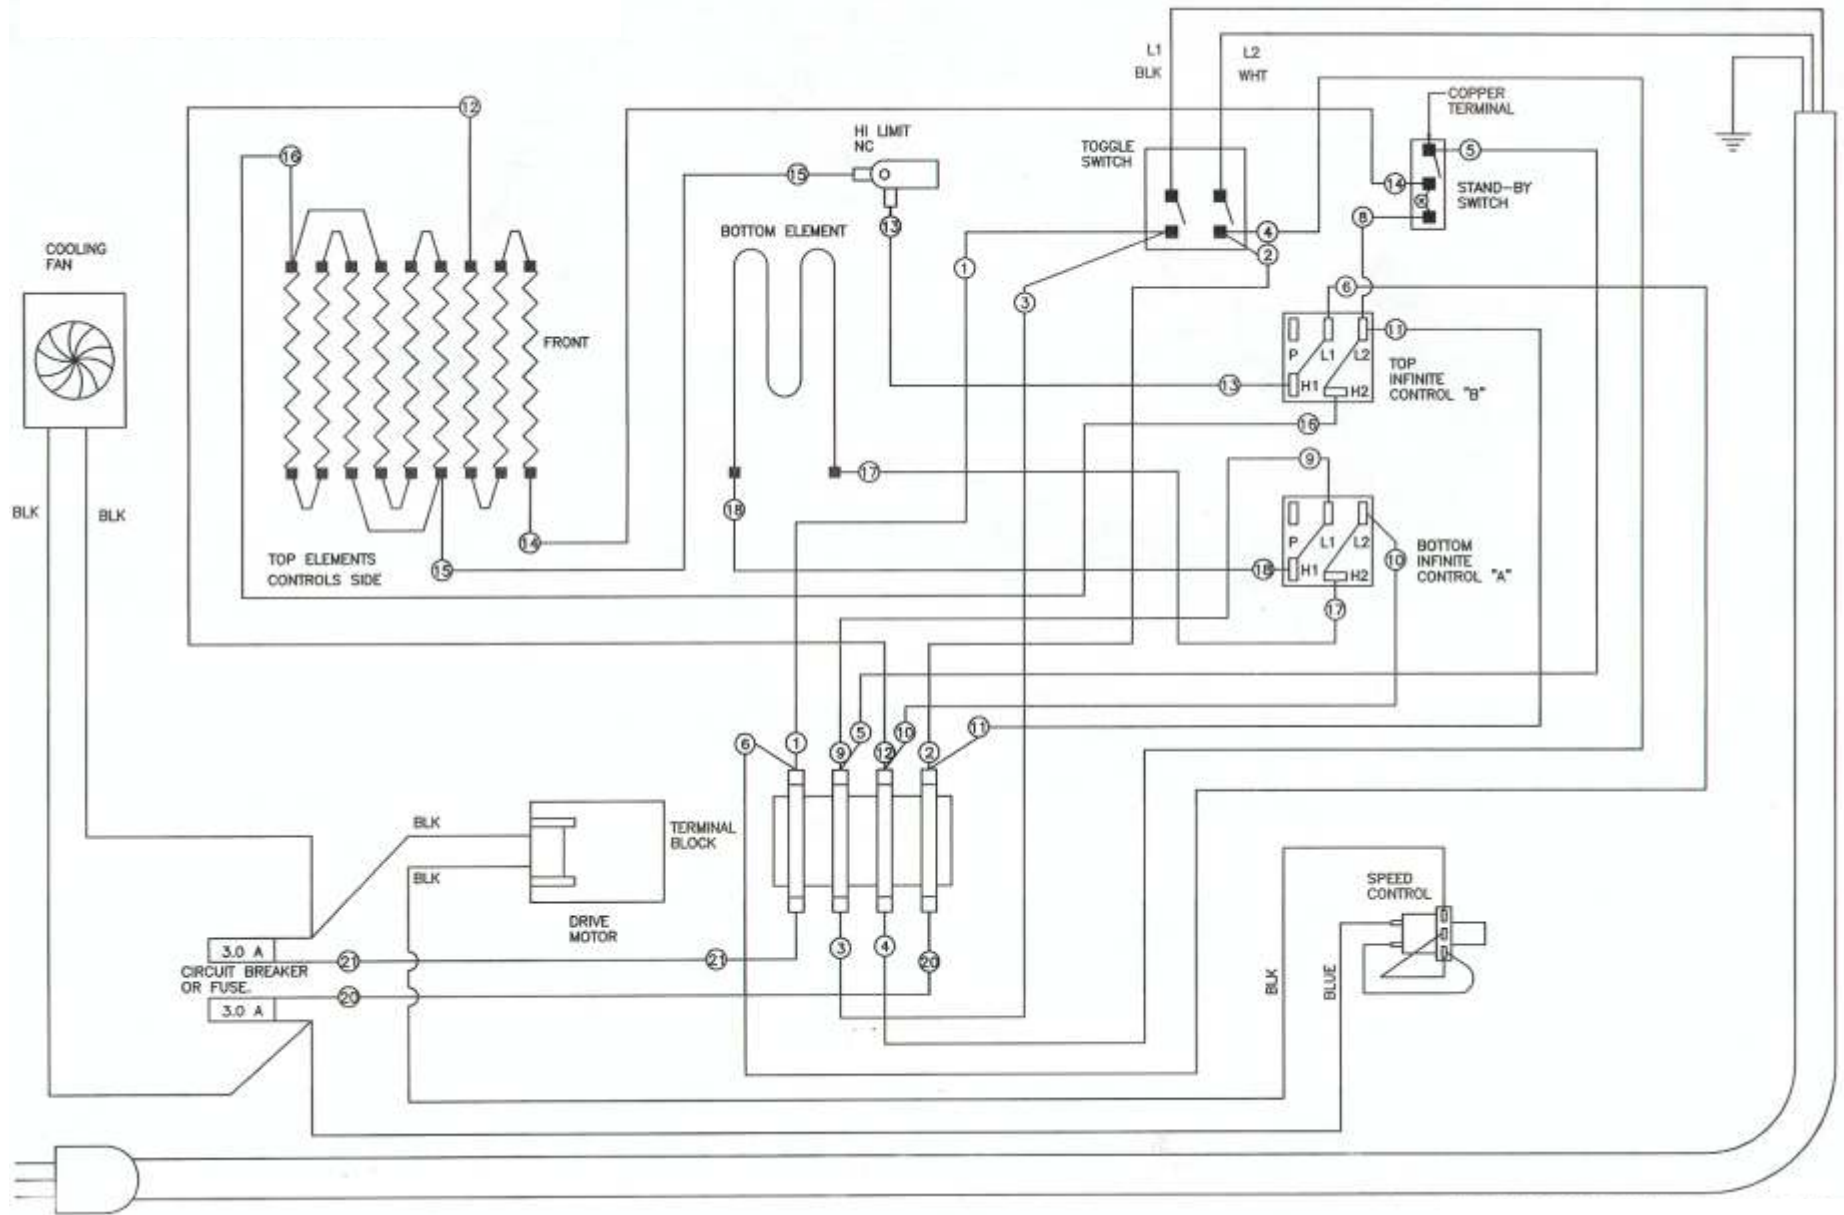 L1
BLK
L2
WHT
COPPER
TERMINAL
12
HI LIMIT
NC
TOGGLE
SWITCH
5
16
15
14
STAND-BY
SWITCH
8
13
4
BOTTOM ELEMENT
2
COOLING
FAN
1
3
6
11
FRONT
P
L1
L2
TOP
INFINITE
CONTROL "B"
13
H1
H2
16
9
17
BLK
BLK
18
P
L1
L2
BOTTOM
INFINITE
CONTROL "A"
10
14
TOP ELEMENTS
CONTROLS SIDE
15
18
H1
H2
17
6
1
9
5
12
10
2
11
BLK
TERMINAL
BLOCK
BLK
DRIVE
MOTOR
SPEED
CONTROL
3.0 A
21
21
3
4
20
CIRCUIT BREAKER
OR FUSE.
20
3.0 A
BLK
BLUE